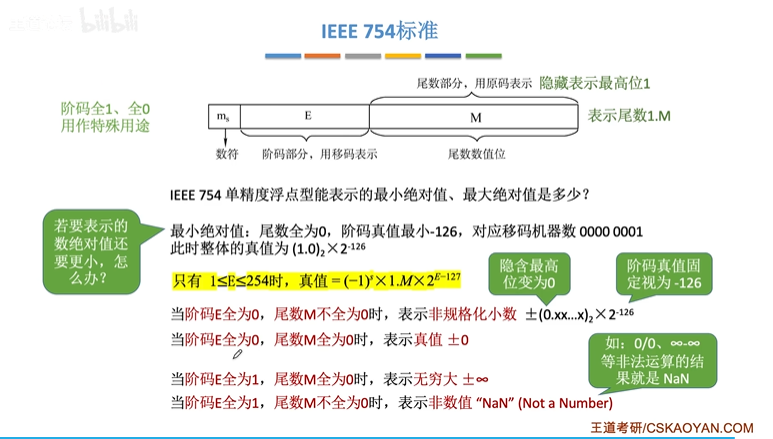 bilibili
IEEE 754标准
尾数部分，用原码表示 隐藏表示最高位1
阶码全1、全0
用作特殊用途
mₛ E M
表示尾数1.M
数符 阶码部分，用移码表示 尾数数值位
IEEE 754 单精度浮点型能表示的最小绝对值、最大绝对值是多少？
若要表示的
数绝对值还
要更小，怎
么办？
最小绝对值：尾数全为0，阶码真值最小-126，对应移码机器数 0000 0001
此时整体的真值为 (1.0)₂×2⁻¹²⁶
只有 1≤E≤254时，真值 = (−1)ˢ×1.M×2ᴱ⁻¹²⁷
隐含最高
位变为0
阶码真值固
定视为 -126
当阶码E全为0，尾数M不全为0时，表示非规格化小数 ±(0.xx...x)₂×2⁻¹²⁶
当阶码E全为0，尾数M全为0时，表示真值 ±0
如：0/0、∞-∞
等非法运算的结
果就是 NaN
当阶码E全为1，尾数M全为0时，表示无穷大 ±∞
当阶码E全为1，尾数M不全为0时，表示非数值 “NaN” (Not a Number)
王道考研/CSKAOYAN.COM